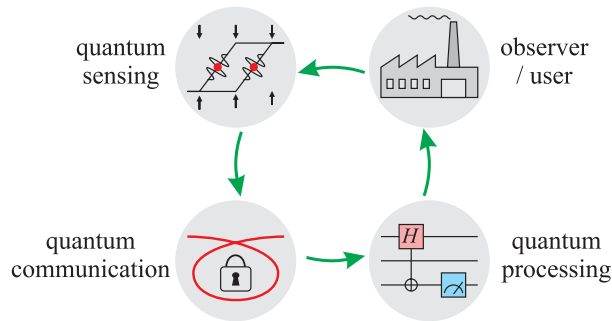 quantum
sensing
observer
/ user
quantum
communication
H
quantum
processing